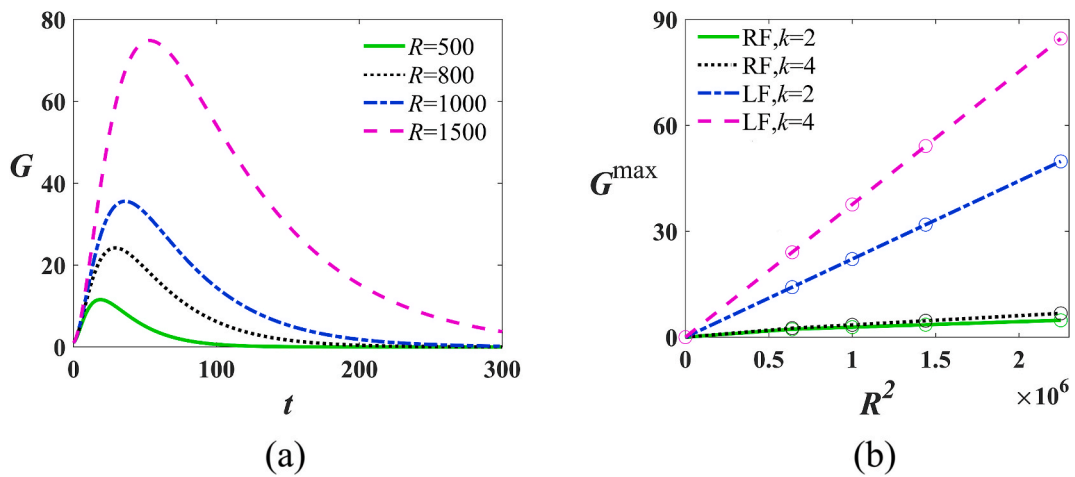 80
60
40
20
0
G
R=500
R=800
R=1000
R=1500
0
100
200
300
t
(a)
90
60
30
0
G^max
RF,k=2
RF,k=4
LF,k=2
LF,k=4
0
0.5
1
1.5
2
×10^6
R^2
(b)